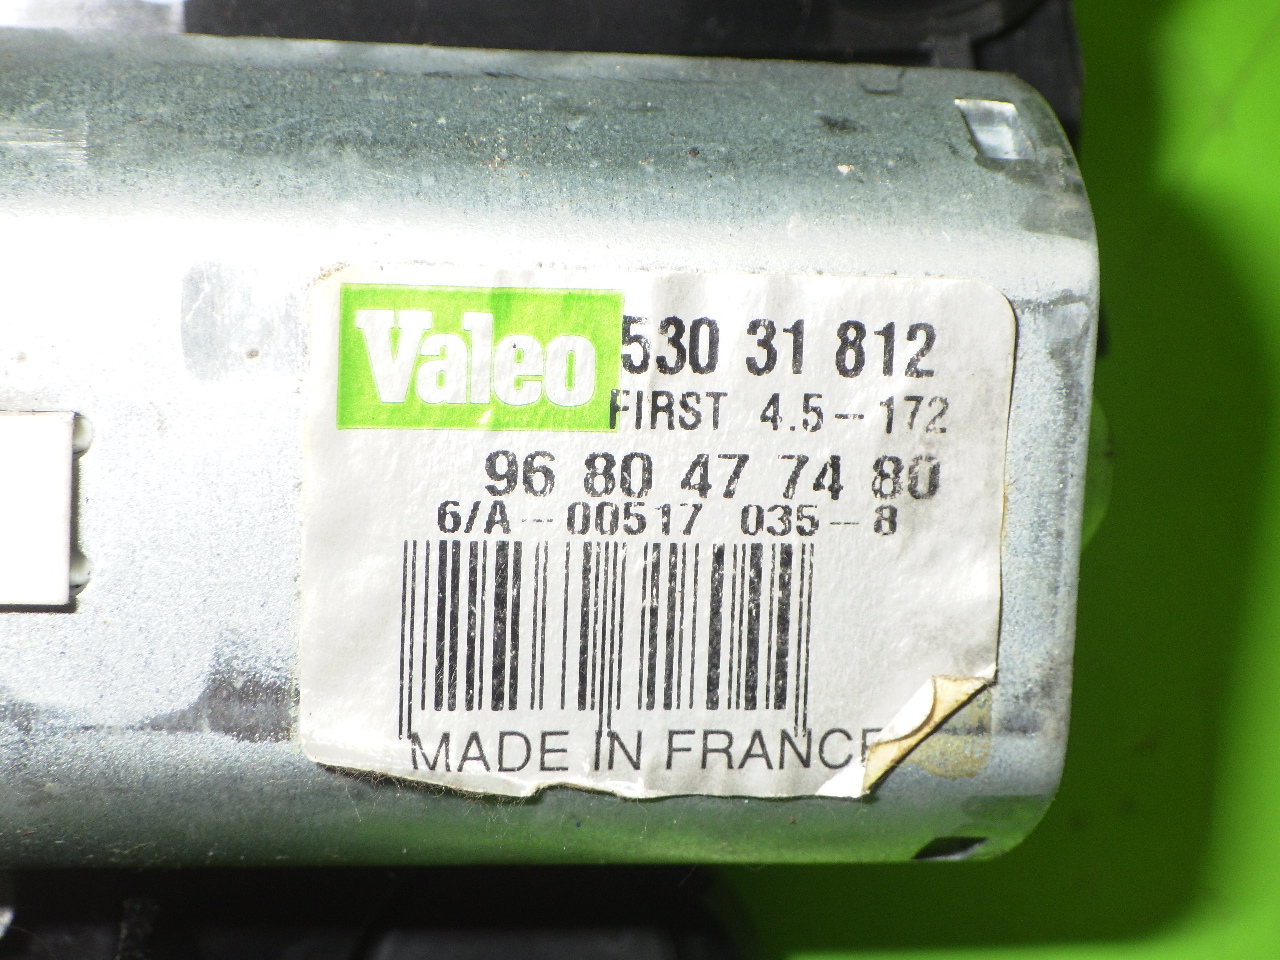 Valeo 530 31 812
FIRST 4.5-172
96 80 47 74 80
6/A-00517 035-8
MADE IN FRANCE